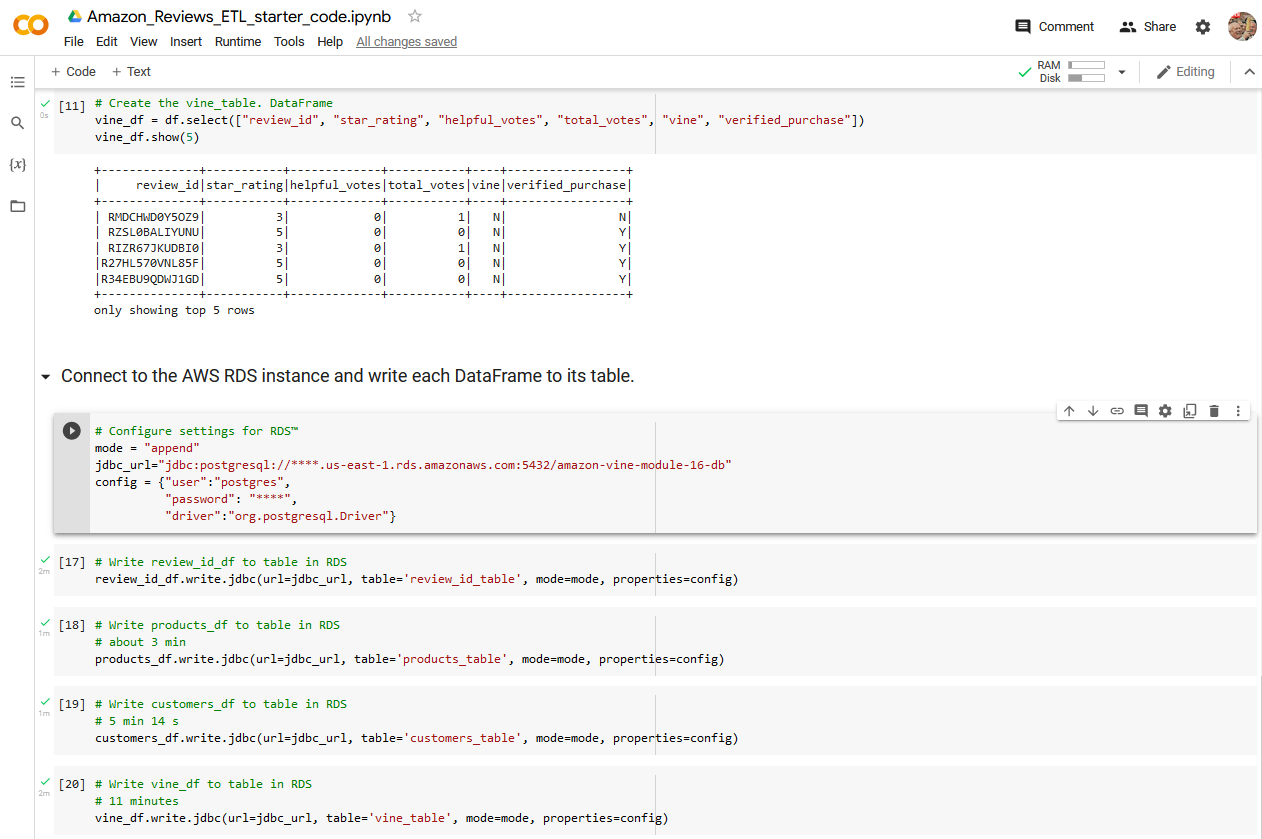 Amazon_Reviews_ETL_starter_code.ipynb
File Edit View Insert Runtime Tools Help All changes saved
Comment Share
+ Code + Text
RAM
Disk
Editing
{x}
0s
[11] # Create the vine_table. DataFrame
vine_df = df.select(["review_id", "star_rating", "helpful_votes", "total_votes", "vine", "verified_purchase"])
vine_df.show(5)
+--------------+-----------+-------------+-----------+----+-----------------+
|     review_id|star_rating|helpful_votes|total_votes|vine|verified_purchase|
+--------------+-----------+-------------+-----------+----+-----------------+
| RMDCHWD0Y5OZ9|          3|            0|          1|   N|                N|
| RZSL0BALIYUNU|          5|            0|          0|   N|                Y|
| RIZR67JKUDBI0|          3|            0|          1|   N|                Y|
|R27HL570VNL85F|          5|            0|          0|   N|                Y|
|R34EBU9QDWJ1GD|          5|            0|          0|   N|                Y|
+--------------+-----------+-------------+-----------+----+-----------------+
only showing top 5 rows
Connect to the AWS RDS instance and write each DataFrame to its table.
# Configure settings for RDS™
mode = "append"
jdbc_url="jdbc:postgresql://****.us-east-1.rds.amazonaws.com:5432/amazon-vine-module-16-db"
config = {"user":"postgres",
          "password": "****",
          "driver":"org.postgresql.Driver"}
2m
[17] # Write review_id_df to table in RDS
review_id_df.write.jdbc(url=jdbc_url, table='review_id_table', mode=mode, properties=config)
1m
[18] # Write products_df to table in RDS
# about 3 min
products_df.write.jdbc(url=jdbc_url, table='products_table', mode=mode, properties=config)
1m
[19] # Write customers_df to table in RDS
# 5 min 14 s
customers_df.write.jdbc(url=jdbc_url, table='customers_table', mode=mode, properties=config)
2m
[20] # Write vine_df to table in RDS
# 11 minutes
vine_df.write.jdbc(url=jdbc_url, table='vine_table', mode=mode, properties=config)